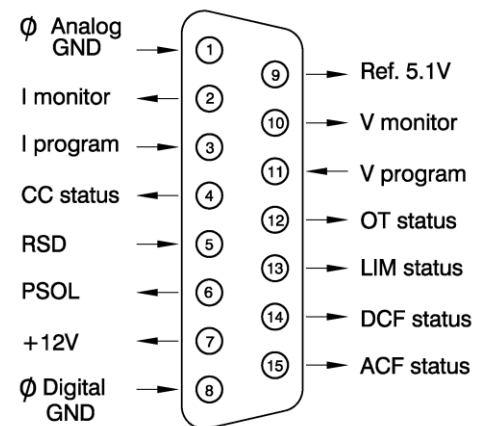 Ø Analog
GND
1
I monitor
2
I program
3
CC status
4
RSD
5
PSOL
6
+12V
7
Ø Digital
GND
8
9
Ref. 5.1V
10
V monitor
11
V program
12
OT status
13
LIM status
14
DCF status
15
ACF status